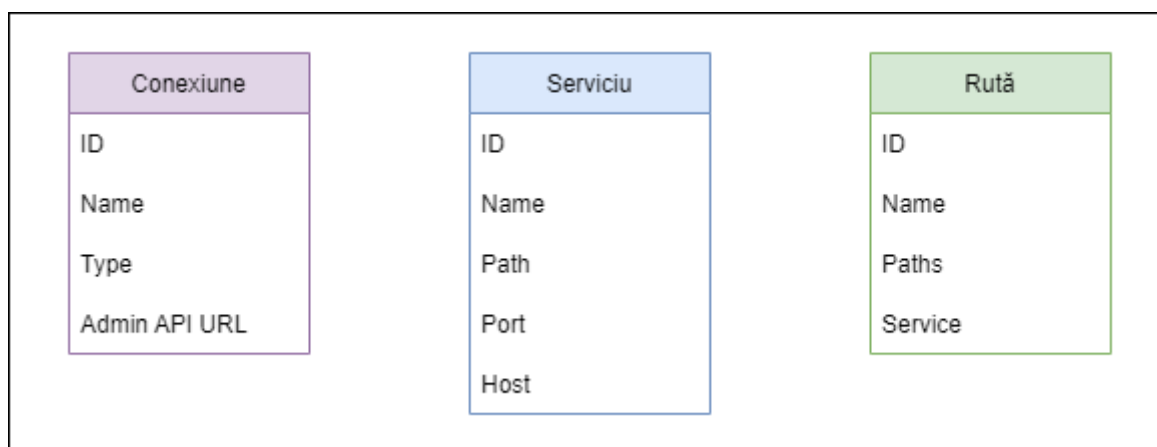 Conexiune
ID
Name
Type
Admin API URL
Serviciu
ID
Name
Path
Port
Host
Rută
ID
Name
Paths
Service